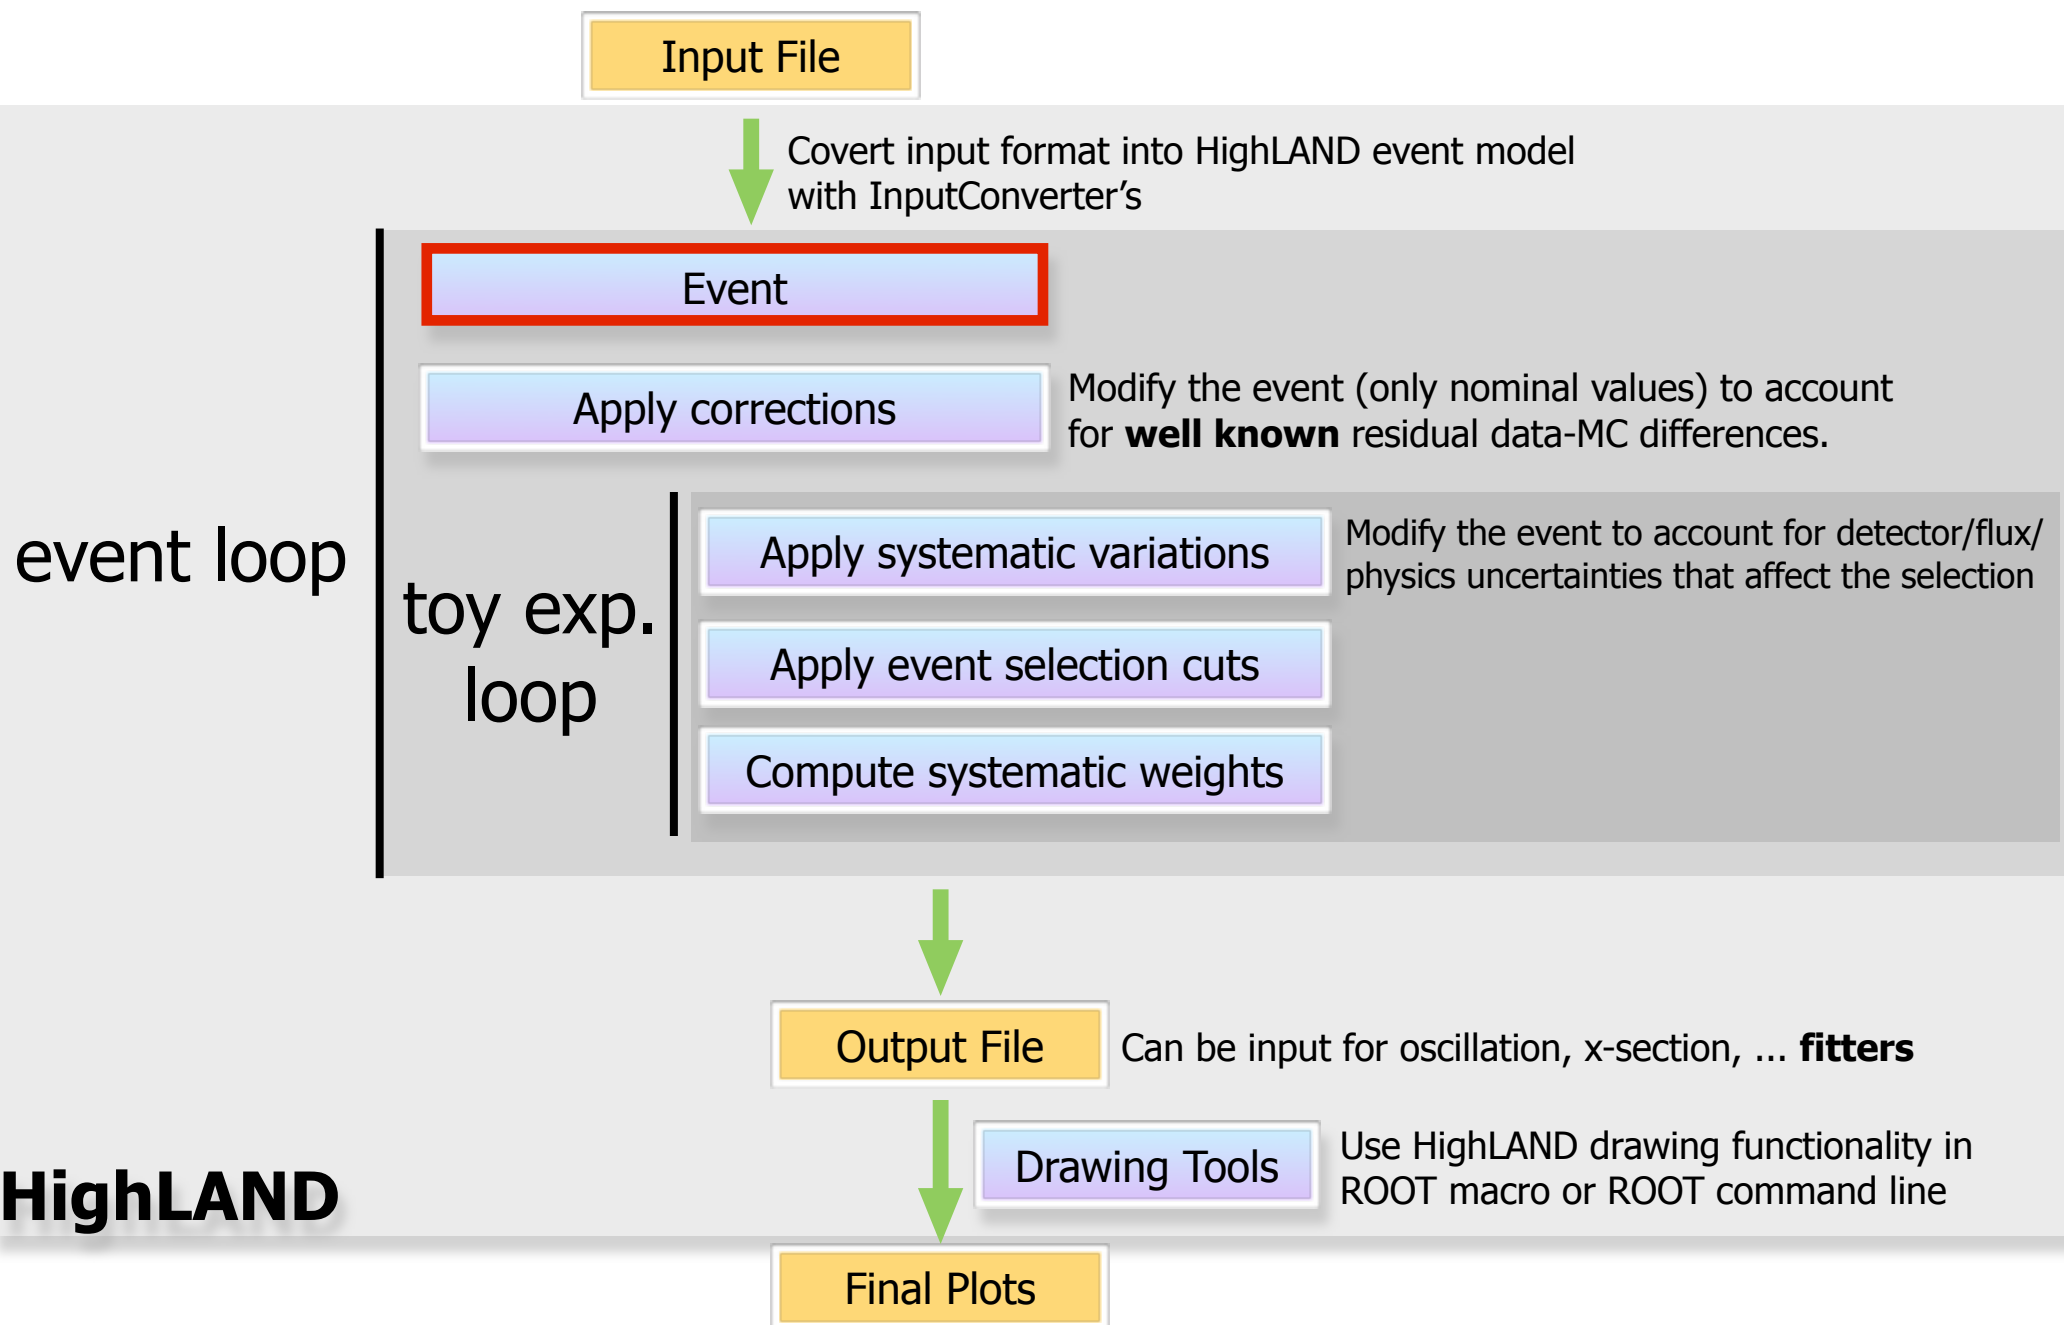 Input File
Covert input format into HighLAND event model
with InputConverter’s
Event
Apply corrections
Modify the event (only nominal values) to account
for well known residual data-MC differences.
event loop
toy exp.
loop
Apply systematic variations
Modify the event to account for detector/flux/
physics uncertainties that affect the selection
Apply event selection cuts
Compute systematic weights
Output File
Can be input for oscillation, x-section, ... fitters
Drawing Tools
Use HighLAND drawing functionality in
ROOT macro or ROOT command line
HighLAND
Final Plots